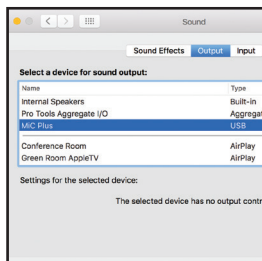 Sound
Sound Effects Output Input
Select a device for sound output:
Name Type
Internal Speakers Built-in
Pro Tools Aggregate I/O Aggregat
MiC Plus USB
Conference Room AirPlay
Green Room AppleTV AirPlay
Settings for the selected device:
The selected device has no output contr